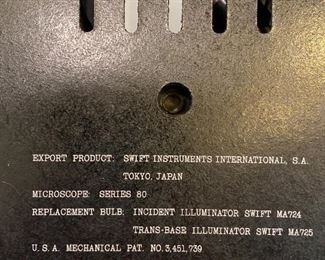 EXPORT PRODUCT: SWIFT INSTRUMENTS INTERNATIONAL, S.A.
TOKYO, JAPAN
MICROSCOPE: SERIES 80
REPLACEMENT BULB: INCIDENT ILLUMINATOR SWIFT MA724
TRANS-BASE ILLUMINATOR SWIFT MA725
U.S.A. MECHANICAL PAT. NO. 3,451,739